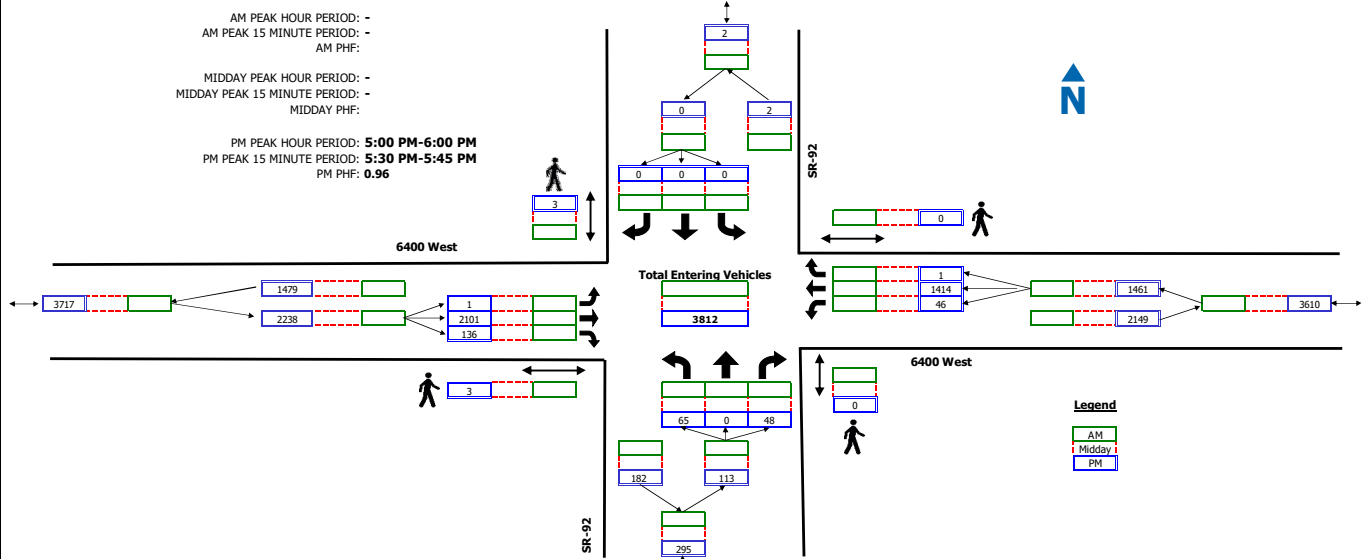 AM PEAK HOUR PERIOD: -
AM PEAK 15 MINUTE PERIOD: -
AM PHF:
MIDDAY PEAK HOUR PERIOD: -
MIDDAY PEAK 15 MINUTE PERIOD: -
MIDDAY PHF:
PM PEAK HOUR PERIOD: 5:00 PM-6:00 PM
PM PEAK 15 MINUTE PERIOD: 5:30 PM-5:45 PM
PM PHF: 0.96
2
0 2
0 0 0
SR-92
N
3
0
6400 West
Total Entering Vehicles
3812
3717
1479
2238
1
2101
136
1
1414
46
1461
2149
3610
6400 West
3
0
65 0 48
182 113
295
SR-92
Legend
AM
Midday
PM